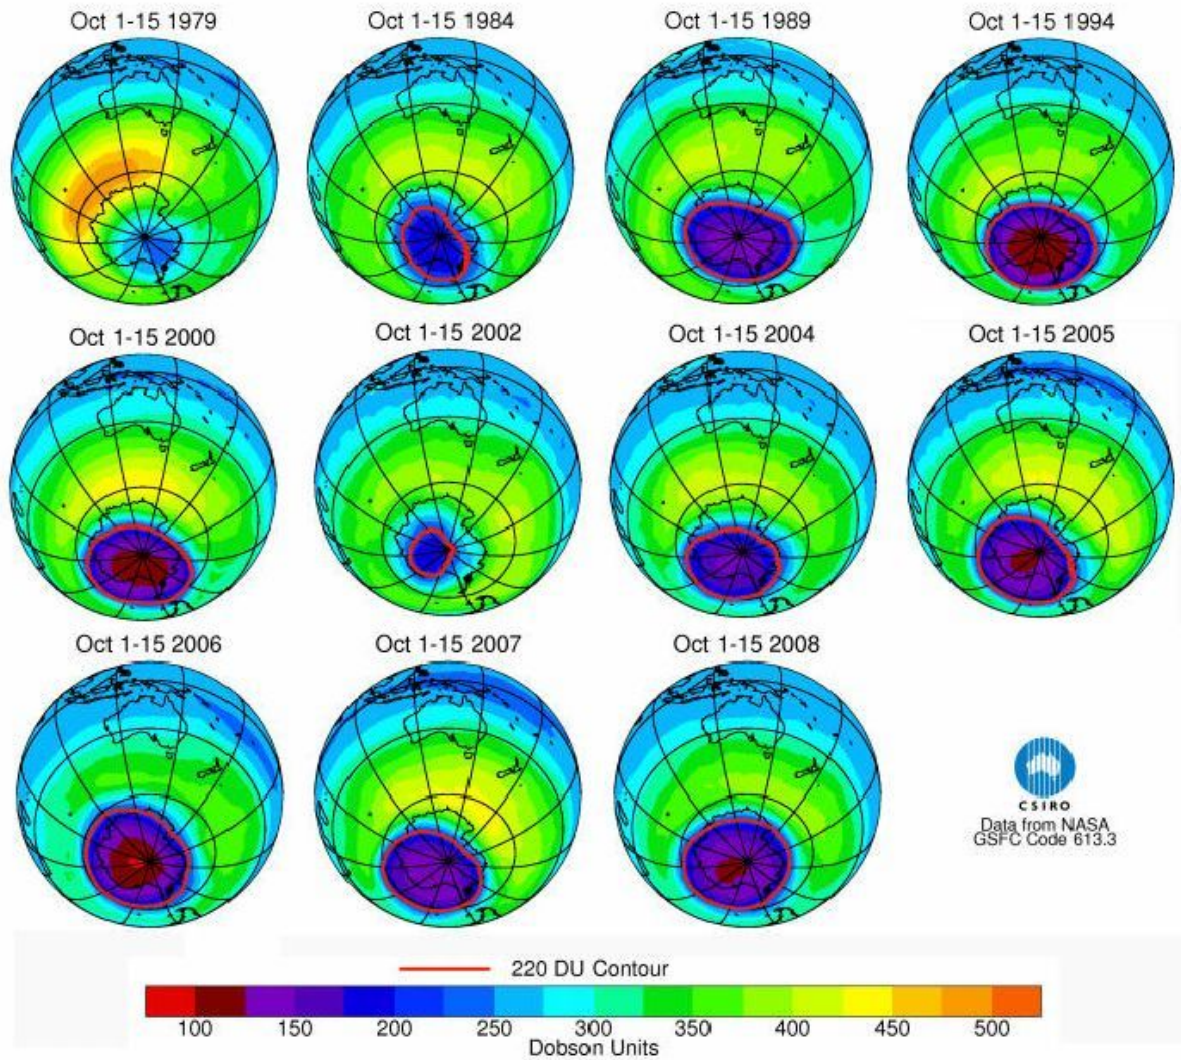 Oct 1-15 1979
Oct 1-15 1984
Oct 1-15 1989
Oct 1-15 1994
Oct 1-15 2000
Oct 1-15 2002
Oct 1-15 2004
Oct 1-15 2005
Oct 1-15 2006
Oct 1-15 2007
Oct 1-15 2008
CSIRO
Data from NASA
GSFC Code 613.3
220 DU Contour
100 150 200 250 300 350 400 450 500
Dobson Units